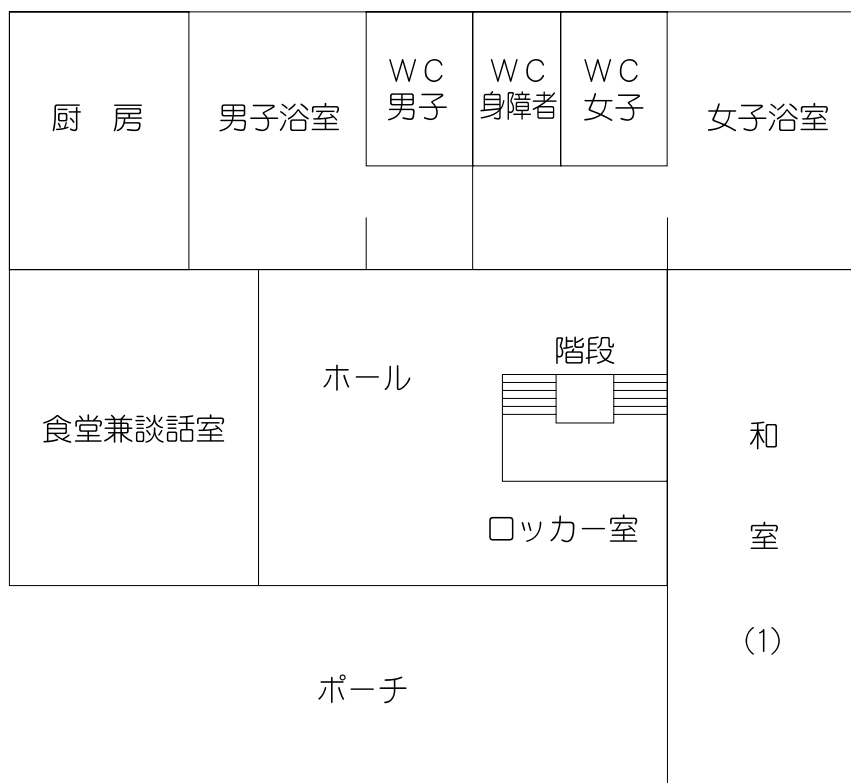 厨　房
男子浴室
ＷＣ
男子
ＷＣ
身障者
ＷＣ
女子
女子浴室
階段
ホール
食堂兼談話室
和
室
(1)
ロッカー室
ポーチ